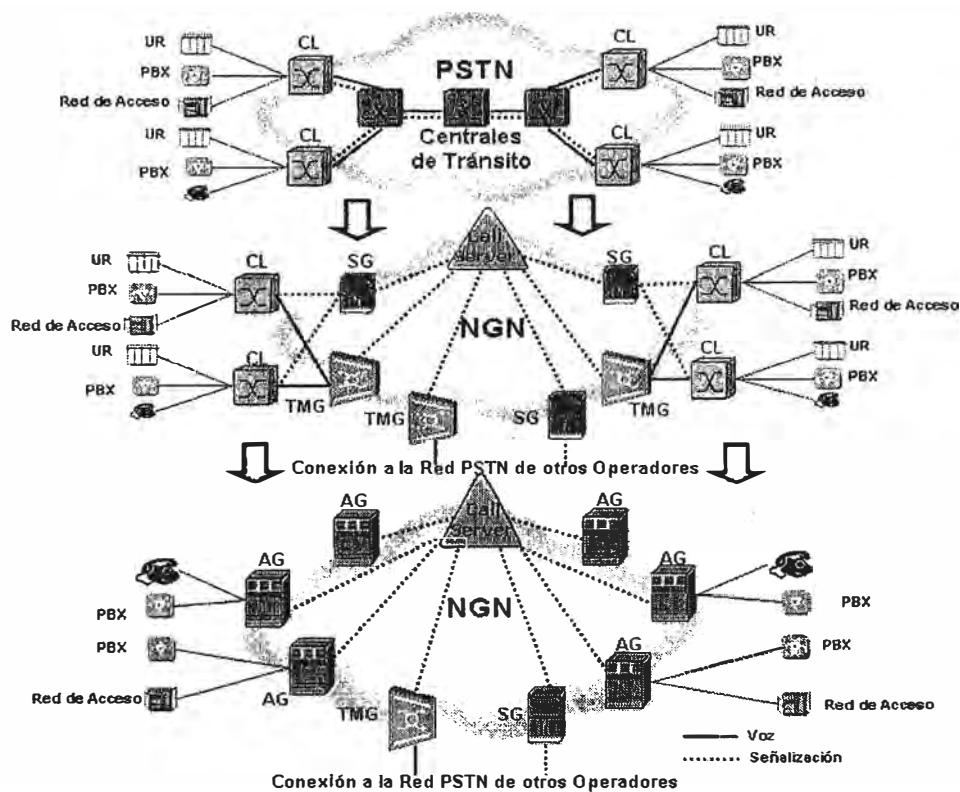 UR
CL
CL
UR
PBX
PSTN
PBX
Red de Acceso
Red de Acceso
UR
CL
Centrales
de Tránsito
CL
UR
PBX
PBX
Call
Server
UR
CL
SG
SG
CL
UR
PBX
PBX
Red de Acceso
NGN
Red de Acceso
UR
CL
CL
UR
PBX
TMG
TMG
SG
TMG
PBX
Conexión a la Red PSTN de otros Operadores
AG
Call
Server
AG
AG
AG
PBX
NGN
PBX
PBX
AG
PBX
Red de Acceso
AG
TMG
SG
Red de Acceso
Voz
Señalización
Conexión a la Red PSTN de otros Operadores